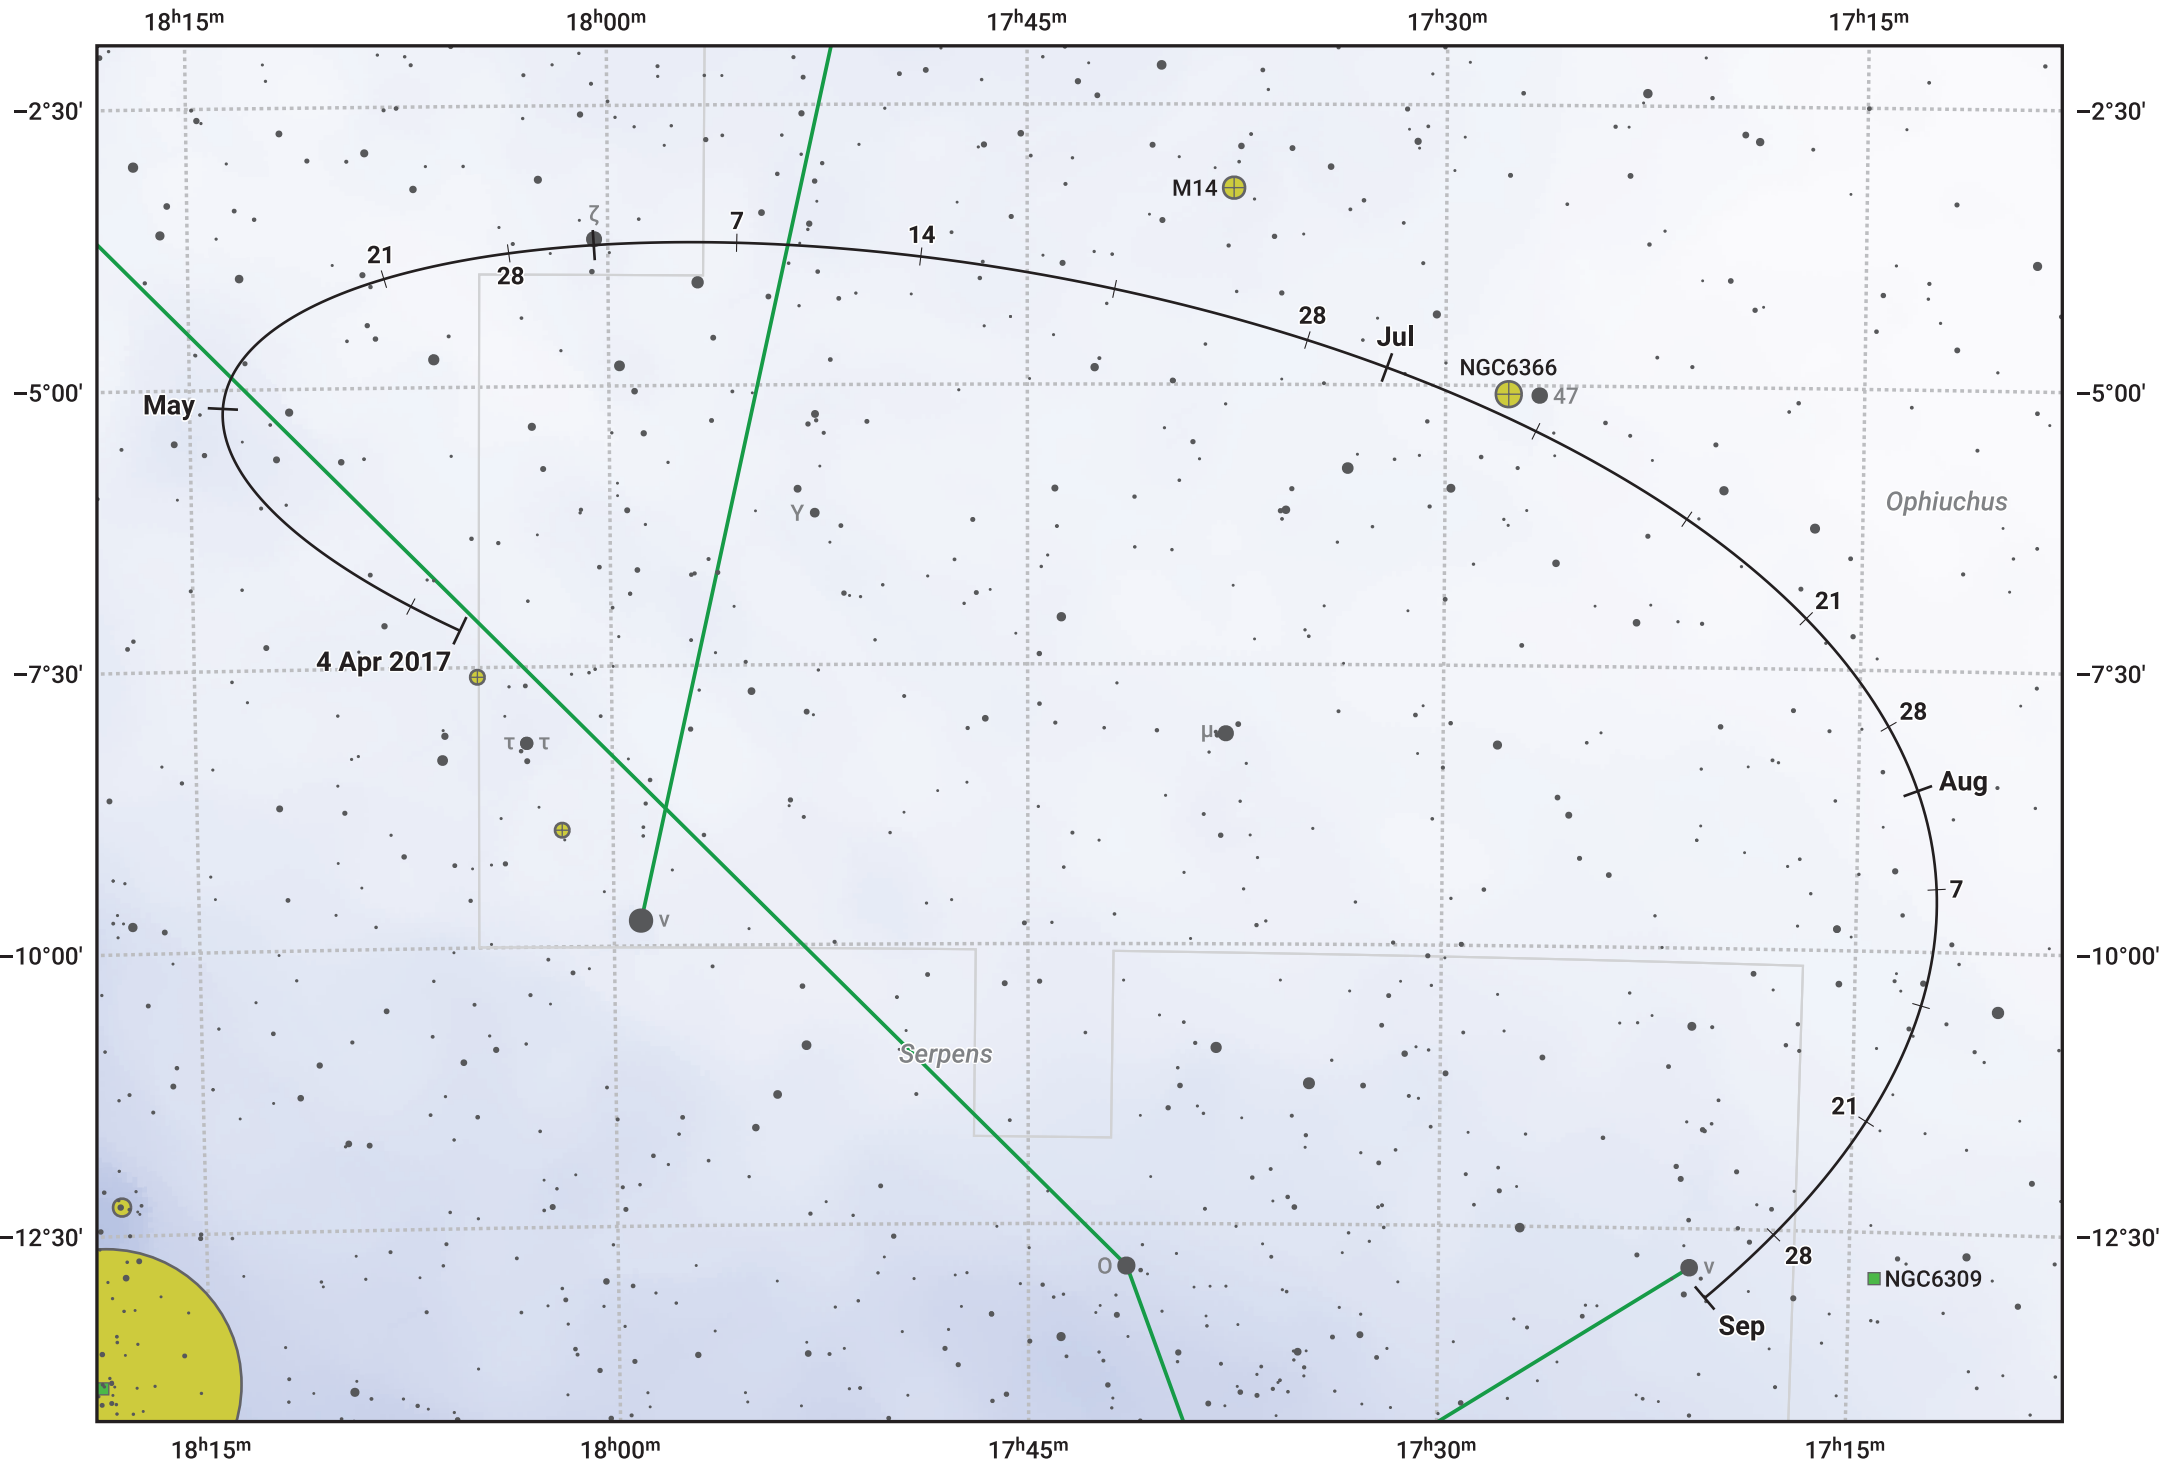 18ʰ15ᵐ 18ʰ00ᵐ 17ʰ45ᵐ 17ʰ30ᵐ 17ʰ15ᵐ
−2°30' −2°30'
M14
ζ
7
14
21
28
28
Jul
NGC6366
47
−5°00' −5°00'
May
Ophiuchus
γ
21
4 Apr 2017
−7°30' −7°30'
28
μ
τ τ
Aug
7
ν
−10°00' −10°00'
Serpens
21
−12°30' −12°30'
28
ο
ν
NGC6309
Sep
18ʰ15ᵐ 18ʰ00ᵐ 17ʰ45ᵐ 17ʰ30ᵐ 17ʰ15ᵐ